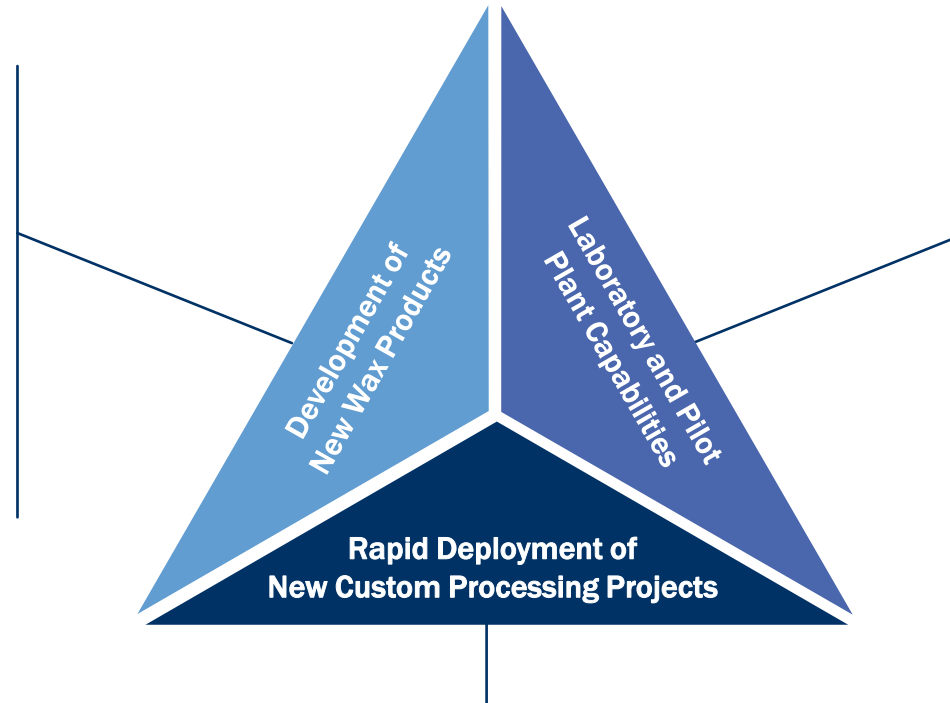 Development of
New Wax Products
Laboratory and Pilot
Plant Capabilities
Rapid Deployment of
New Custom Processing Projects